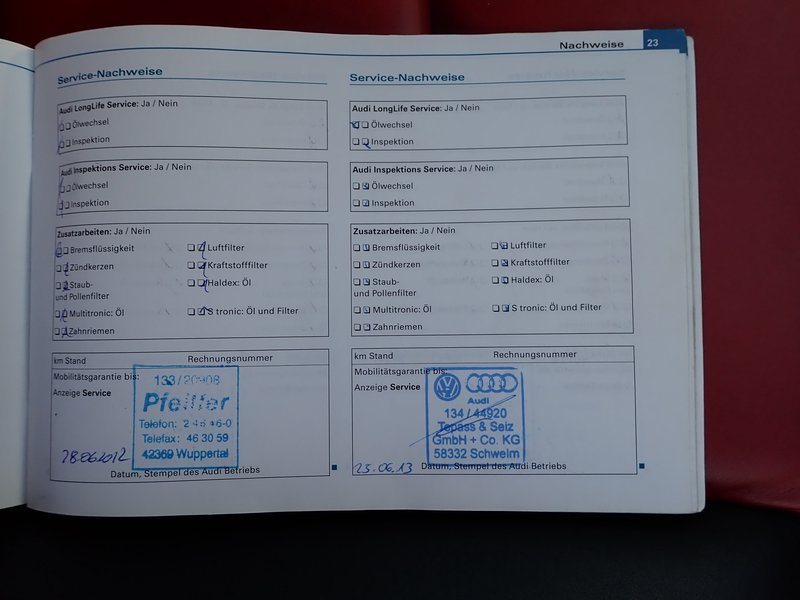 Nachweise 23
Service-Nachweise
Audi LongLife Service: Ja / Nein
Ölwechsel
Inspektion
Audi Inspektions Service: Ja / Nein
Ölwechsel
Inspektion
Zusatzarbeiten: Ja / Nein
Bremsflüssigkeit Luftfilter
Zündkerzen Kraftstofffilter
Staub- Haldex: Öl
und Pollenfilter
Multitronic: Öl S tronic: Öl und Filter
Zahnriemen
km Stand Rechnungsnummer
Mobilitätsgarantie bis:
Anzeige Service
133/20908
Pfeiffer
Telefon:
Telefax: 46 30 59
42369 Wuppertal
28.06.2012
Datum, Stempel des Audi Betriebs
Service-Nachweise
Audi LongLife Service: Ja / Nein
Ölwechsel
Inspektion
Audi Inspektions Service: Ja / Nein
Ölwechsel
Inspektion
Zusatzarbeiten: Ja / Nein
Bremsflüssigkeit Luftfilter
Zündkerzen Kraftstofffilter
Staub- Haldex: Öl
und Pollenfilter
Multitronic: Öl S tronic: Öl und Filter
Zahnriemen
km Stand Rechnungsnummer
Mobilitätsgarantie bis:
Anzeige Service
Audi
134/44920
Tepass & Seiz
GmbH + Co. KG
58332 Schwelm
25.06.13
Datum, Stempel des Audi Betriebs